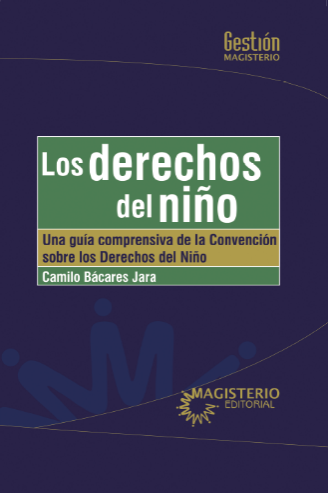 Gestión
MAGISTERIO
Los derechos
del niño
Una guía comprensiva de la Convención
sobre los Derechos del Niño
Camilo Bácares Jara
MAGISTERIO
EDITORIAL